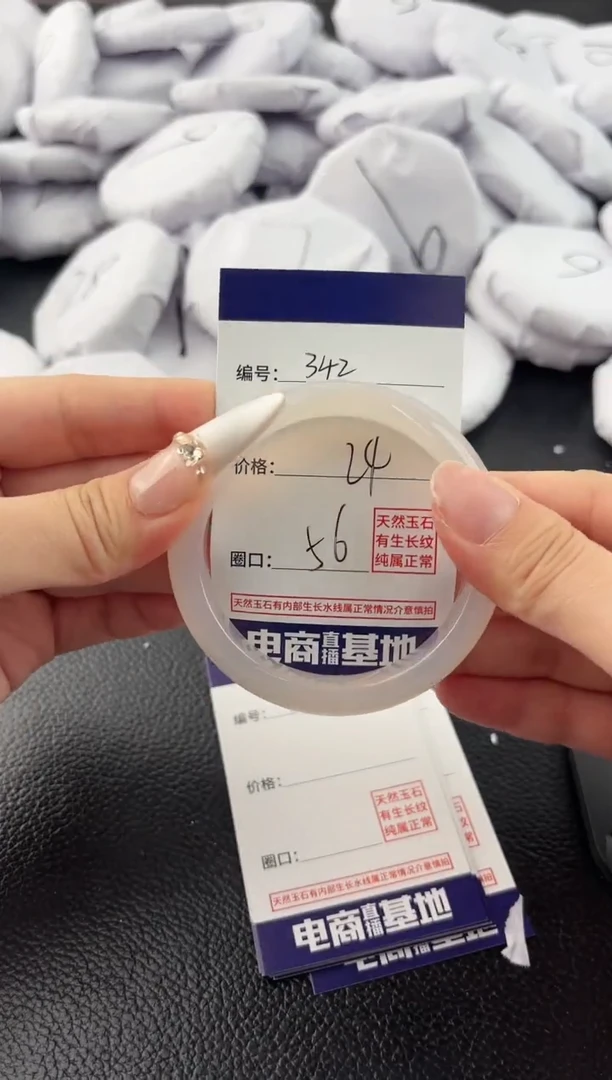 编号: 342
价格: 24
天然玉石
有生长纹
纯属正常
圈口: 56
天然玉石有内部生长水线属正常情况介意慎拍
电商直播基地
编号:
价格:
天然玉石
有生长纹
纯属正常
圈口:
天然玉石有内部生长水线属正常情况介意慎拍
电商直播基地